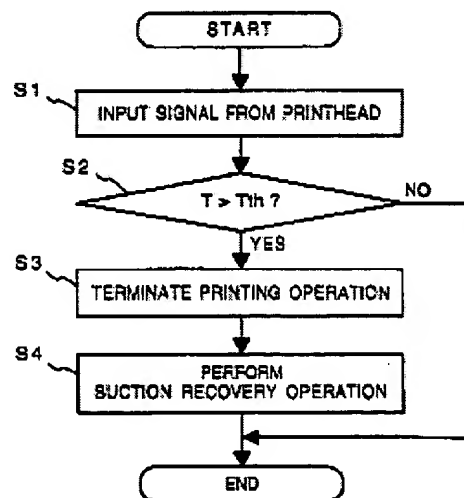 START
S1
INPUT SIGNAL FROM PRINTHEAD
S2
T > Tth ?
NO
YES
S3
TERMINATE PRINTING OPERATION
S4
PERFORM
SUCTION RECOVERY OPERATION
END